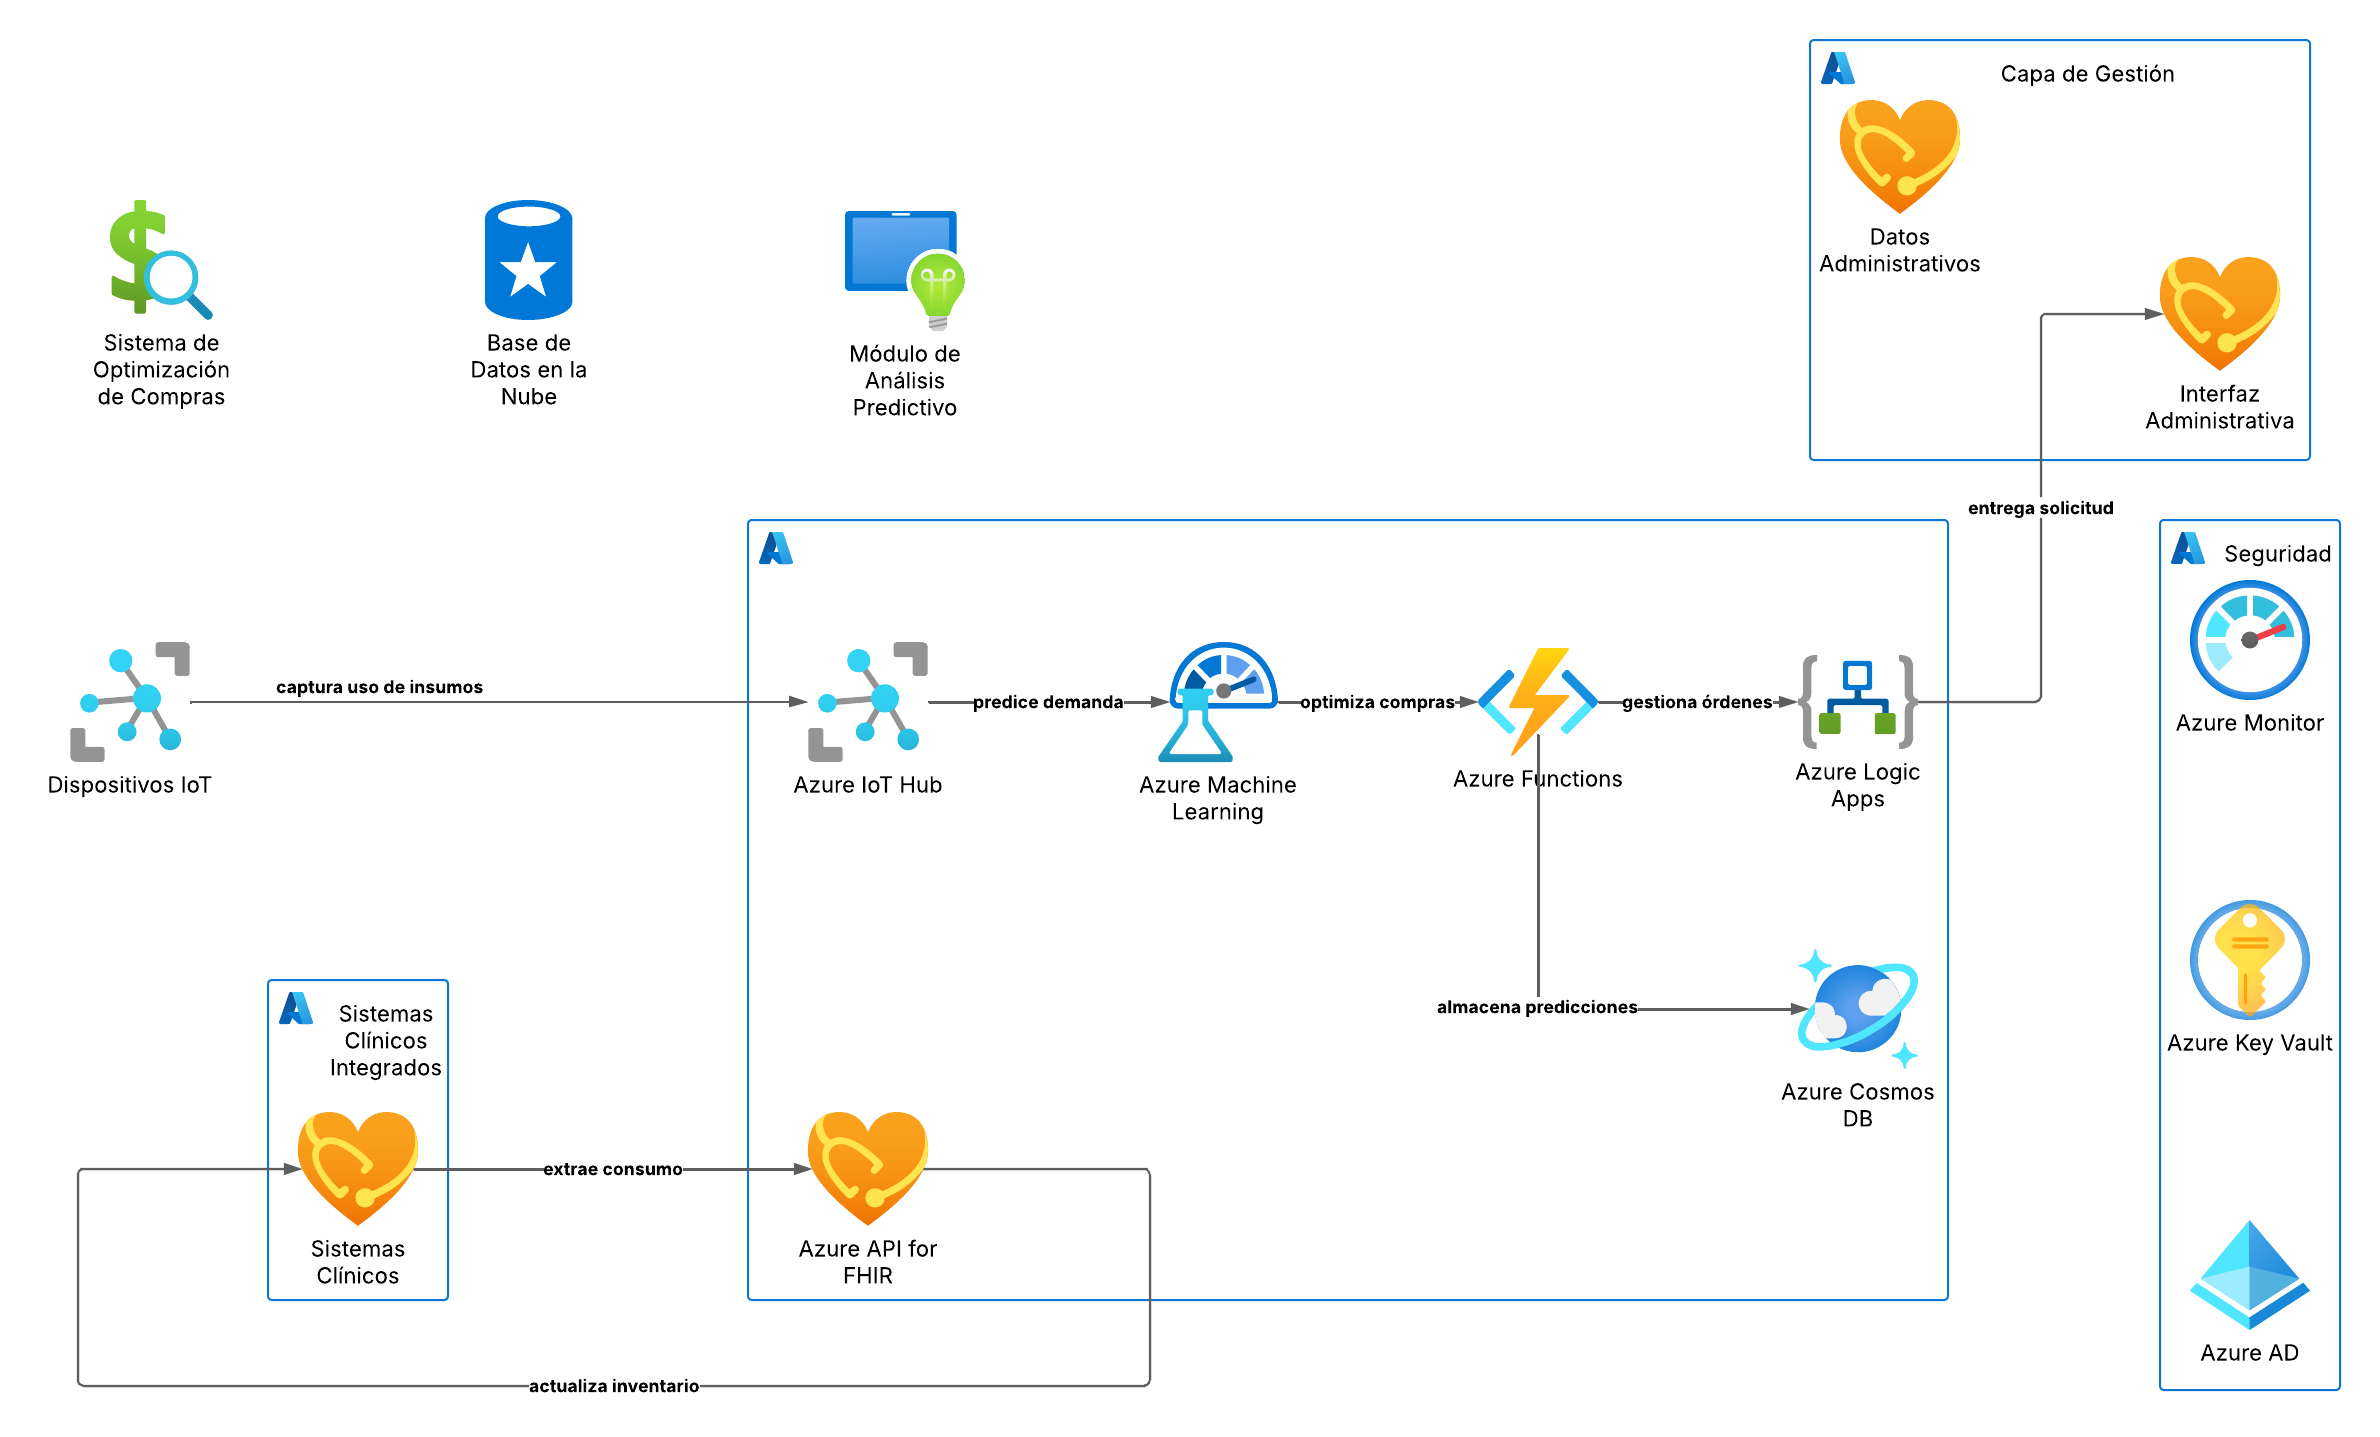 Capa de Gestión
Datos
Administrativos
Interfaz
Administrativa
Sistema de
Optimización
de Compras
Base de
Datos en la
Nube
Módulo de
Análisis
Predictivo
entrega solicitud
Seguridad
Azure Monitor
Azure Key Vault
Azure AD
captura uso de insumos
predice demanda
optimiza compras
gestiona órdenes
Dispositivos IoT
Azure IoT Hub
Azure Machine
Learning
Azure Functions
Azure Logic
Apps
almacena predicciones
Azure Cosmos
DB
Sistemas
Clínicos
Integrados
extrae consumo
Sistemas
Clínicos
Azure API for
FHIR
actualiza inventario